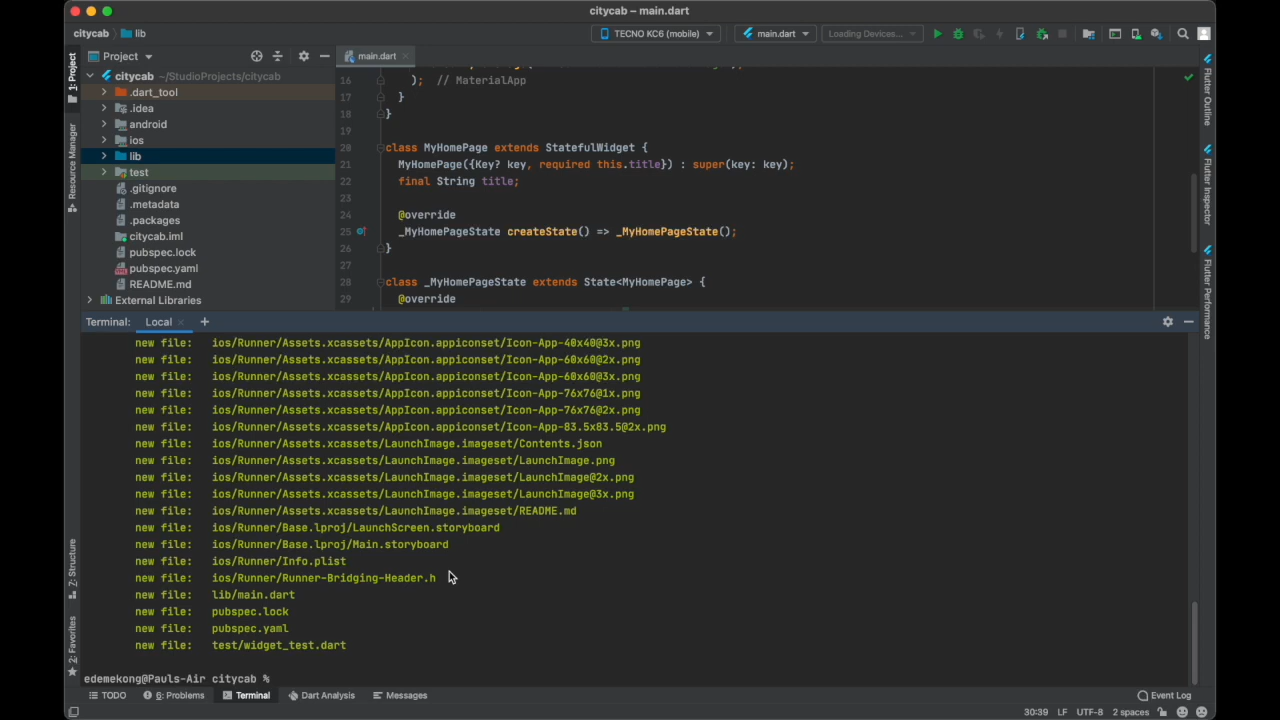 citycab – main.dart
citycab lib
TECNO KC6 (mobile) main.dart Loading Devices...
1: Project
Resource Manager
Z: Structure
2: Favorites
Project
citycab ~/StudioProjects/citycab
.dart_tool
.idea
android
ios
lib
test
.gitignore
.metadata
.packages
citycab.iml
pubspec.lock
pubspec.yaml
README.md
External Libraries
main.dart
16 ); // MaterialApp
17 }
18 }
19
20 class MyHomePage extends StatefulWidget {
21 MyHomePage({Key? key, required this.title}) : super(key: key);
22 final String title;
23
24 @override
25 _MyHomePageState createState() => _MyHomePageState();
26 }
27
28 class _MyHomePageState extends State<MyHomePage> {
29 @override
Flutter Outline
Flutter Inspector
Flutter Performance
Terminal: Local +
new file: ios/Runner/Assets.xcassets/AppIcon.appiconset/Icon-App-40x40@3x.png
new file: ios/Runner/Assets.xcassets/AppIcon.appiconset/Icon-App-60x60@2x.png
new file: ios/Runner/Assets.xcassets/AppIcon.appiconset/Icon-App-60x60@3x.png
new file: ios/Runner/Assets.xcassets/AppIcon.appiconset/Icon-App-76x76@1x.png
new file: ios/Runner/Assets.xcassets/AppIcon.appiconset/Icon-App-76x76@2x.png
new file: ios/Runner/Assets.xcassets/AppIcon.appiconset/Icon-App-83.5x83.5@2x.png
new file: ios/Runner/Assets.xcassets/LaunchImage.imageset/Contents.json
new file: ios/Runner/Assets.xcassets/LaunchImage.imageset/LaunchImage.png
new file: ios/Runner/Assets.xcassets/LaunchImage.imageset/LaunchImage@2x.png
new file: ios/Runner/Assets.xcassets/LaunchImage.imageset/LaunchImage@3x.png
new file: ios/Runner/Assets.xcassets/LaunchImage.imageset/README.md
new file: ios/Runner/Base.lproj/LaunchScreen.storyboard
new file: ios/Runner/Base.lproj/Main.storyboard
new file: ios/Runner/Info.plist
new file: ios/Runner/Runner-Bridging-Header.h
new file: lib/main.dart
new file: pubspec.lock
new file: pubspec.yaml
new file: test/widget_test.dart
edemekong@Pauls-Air citycab %
TODO 6: Problems Terminal Dart Analysis Messages Event Log
30:39 LF UTF-8 2 spaces